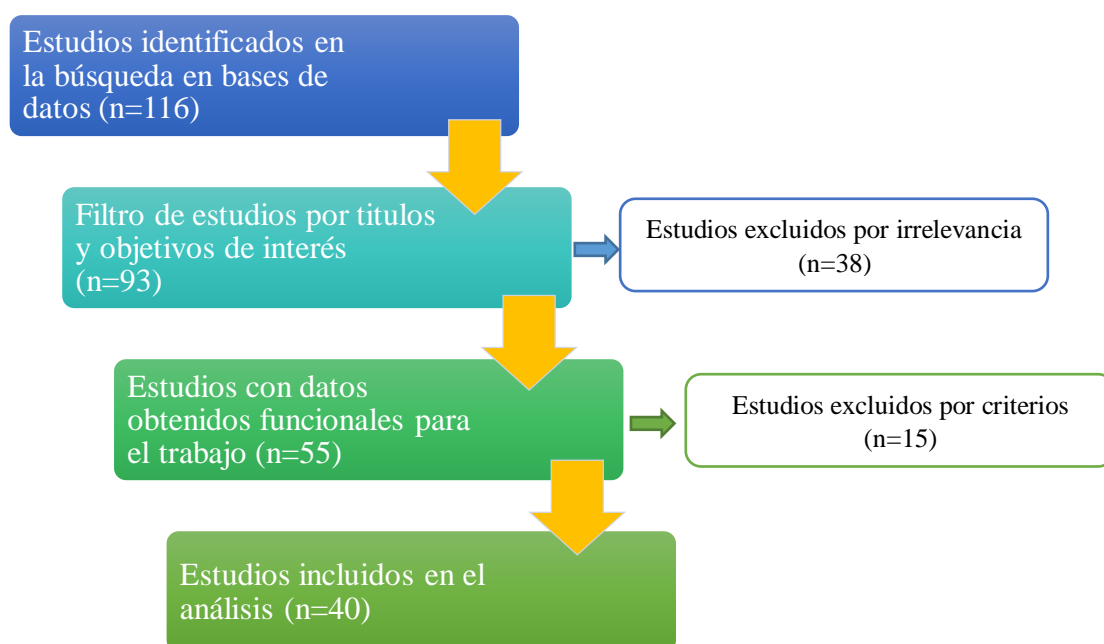 Estudios identificados en
la búsqueda en bases de
datos (n=116)
Filtro de estudios por titulos
y objetivos de interés
(n=93)
Estudios excluidos por irrelevancia
(n=38)
Estudios con datos
obtenidos funcionales para
el trabajo (n=55)
Estudios excluidos por criterios
(n=15)
Estudios incluidos en el
análisis (n=40)